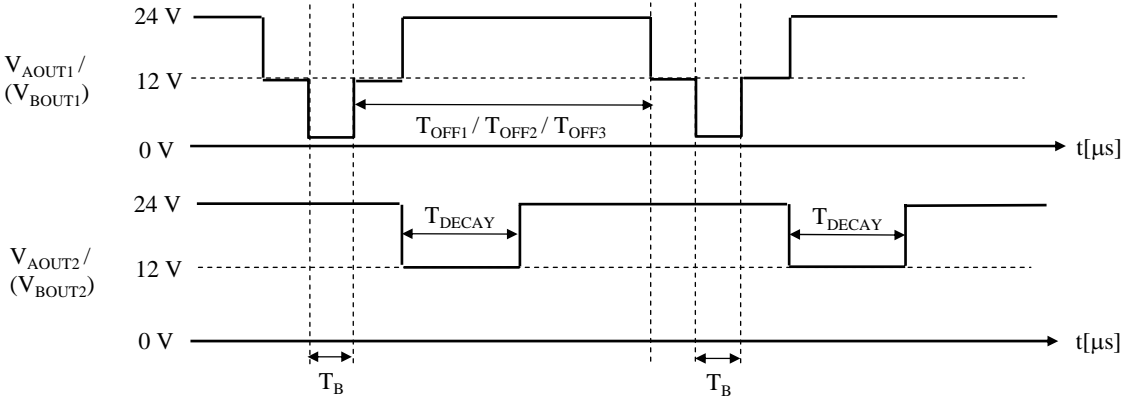 24 V
V_AOUT1 /
(V_BOUT1)
12 V
T_OFF1 / T_OFF2 / T_OFF3
0 V
t[μs]
24 V
T_DECAY
T_DECAY
V_AOUT2 /
(V_BOUT2)
12 V
0 V
t[μs]
T_B
T_B